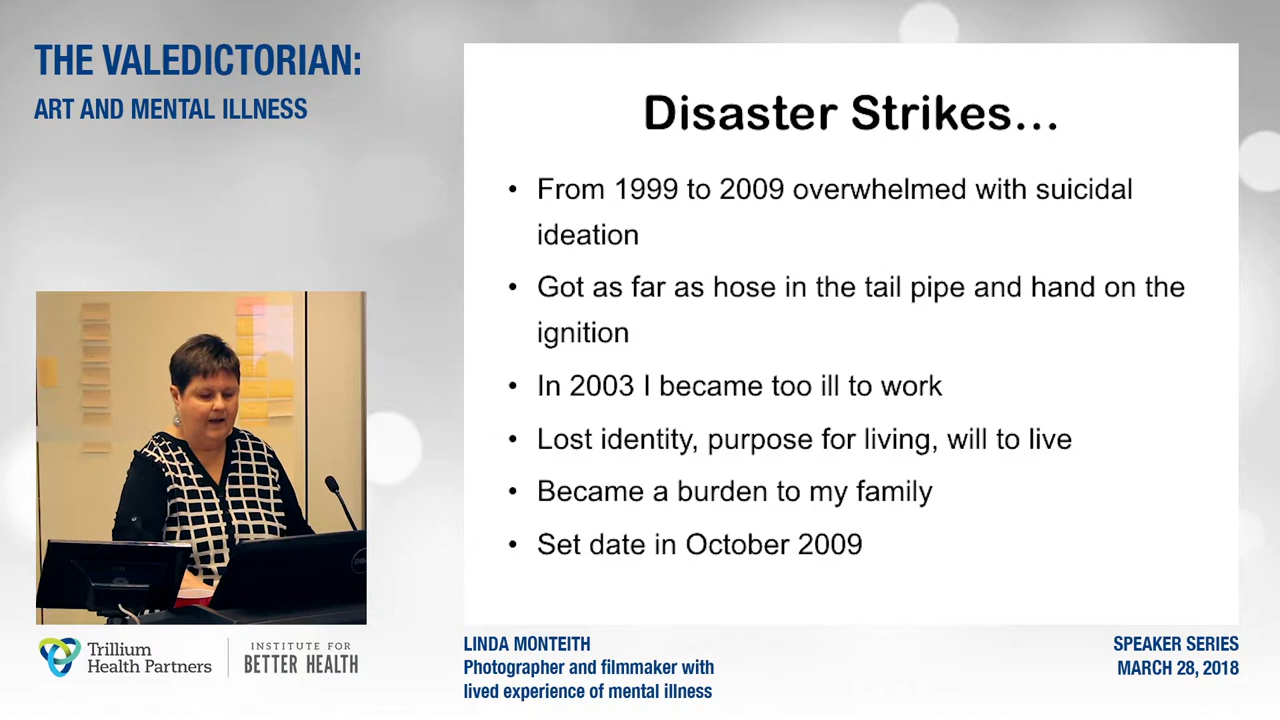 THE VALEDICTORIAN:
ART AND MENTAL ILLNESS
Disaster Strikes...
• From 1999 to 2009 overwhelmed with suicidal
ideation
• Got as far as hose in the tail pipe and hand on the
ignition
• In 2003 I became too ill to work
• Lost identity, purpose for living, will to live
• Became a burden to my family
• Set date in October 2009
Trillium
Health Partners
INSTITUTE FOR
BETTER HEALTH
LINDA MONTEITH
Photographer and filmmaker with
lived experience of mental illness
SPEAKER SERIES
MARCH 28, 2018